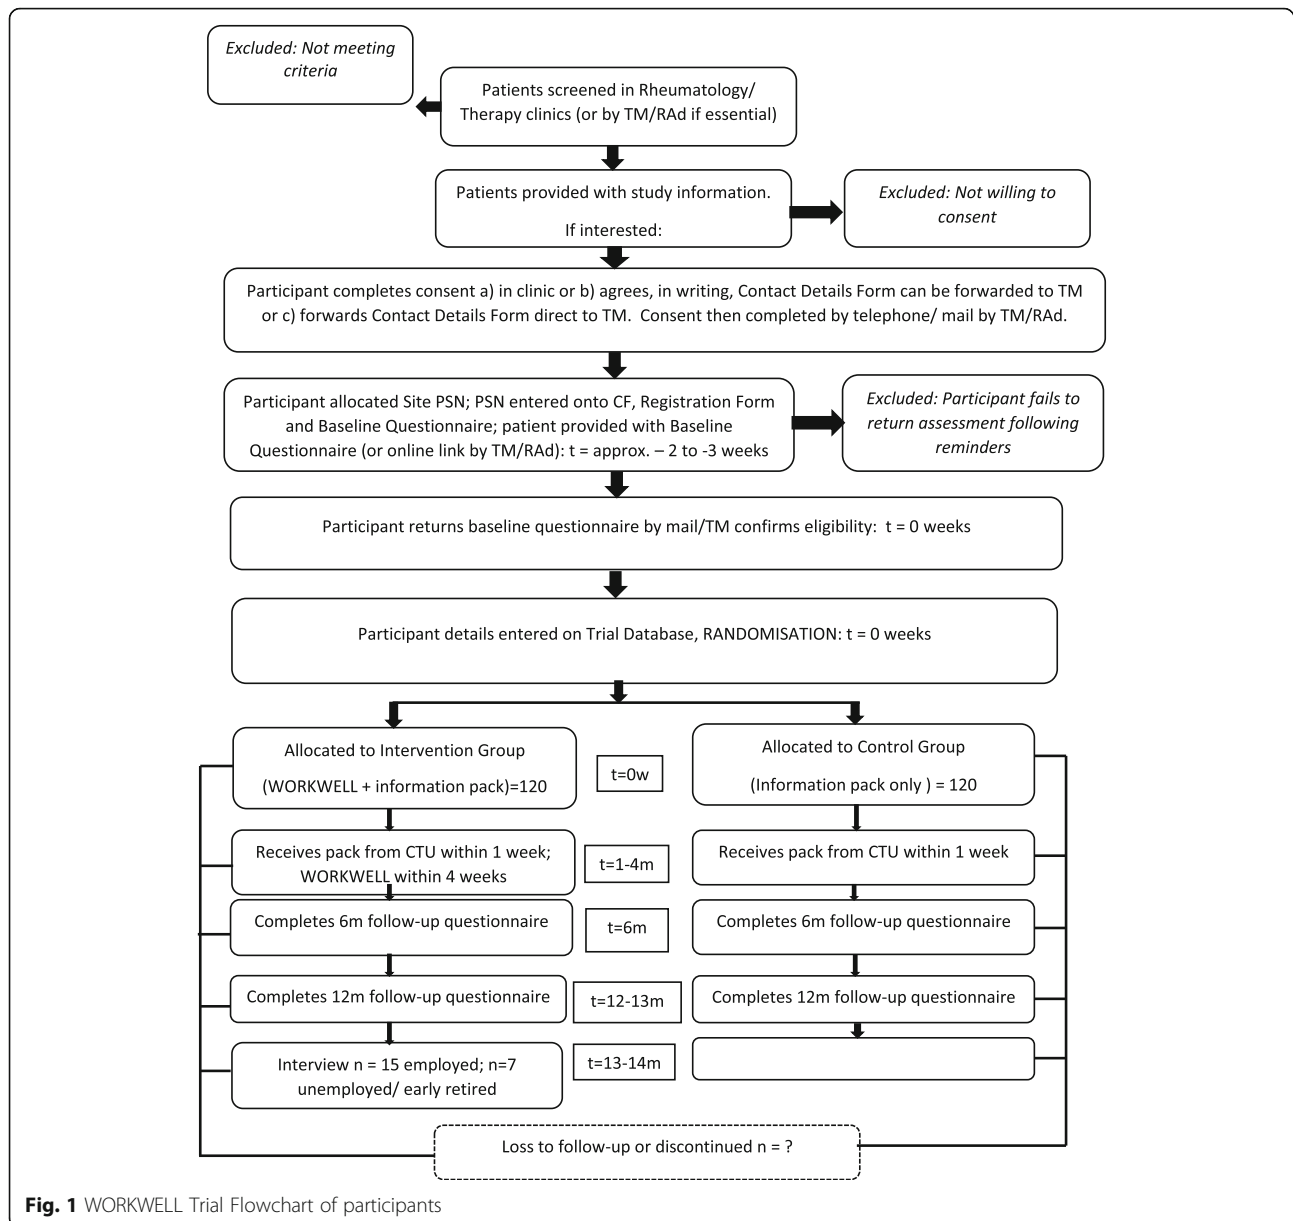 Excluded: Not meeting
criteria
Patients screened in Rheumatology/
Therapy clinics (or by TM/RAd if essential)
Patients provided with study information.
If interested:
Excluded: Not willing to
consent
Participant completes consent a) in clinic or b) agrees, in writing, Contact Details Form can be forwarded to TM
or c) forwards Contact Details Form direct to TM. Consent then completed by telephone/ mail by TM/RAd.
Participant allocated Site PSN; PSN entered onto CF, Registration Form
and Baseline Questionnaire; patient provided with Baseline
Questionnaire (or online link by TM/RAd): t = approx. – 2 to -3 weeks
Excluded: Participant fails to
return assessment following
reminders
Participant returns baseline questionnaire by mail/TM confirms eligibility: t = 0 weeks
Participant details entered on Trial Database, RANDOMISATION: t = 0 weeks
Allocated to Intervention Group
(WORKWELL + information pack)=120
t=0w
Allocated to Control Group
(Information pack only ) = 120
Receives pack from CTU within 1 week;
WORKWELL within 4 weeks
t=1-4m
Receives pack from CTU within 1 week
Completes 6m follow-up questionnaire
t=6m
Completes 6m follow-up questionnaire
Completes 12m follow-up questionnaire
t=12-13m
Completes 12m follow-up questionnaire
Interview n = 15 employed; n=7
unemployed/ early retired
t=13-14m
Loss to follow-up or discontinued n = ?
Fig. 1 WORKWELL Trial Flowchart of participants